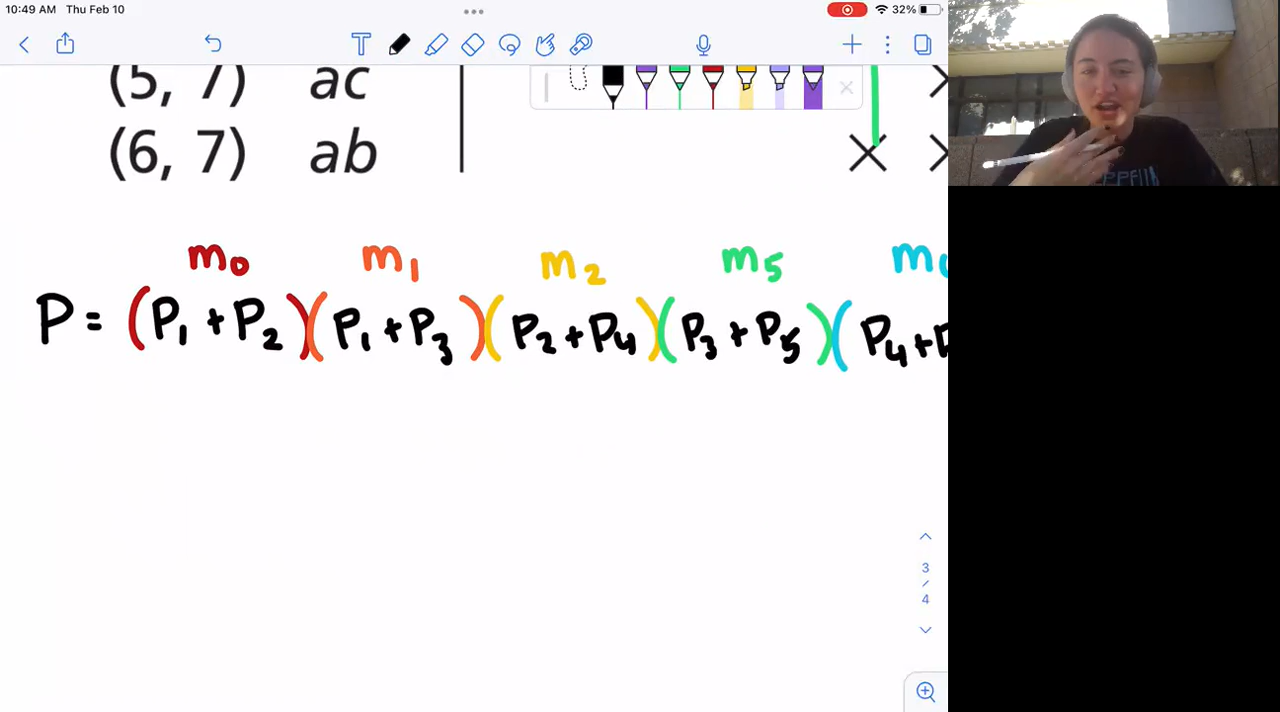 10:49 AM Thu Feb 10
32%
T
(5, 7) ac
(6, 7) ab
m0 m1 m2 m5
P = (P1 + P2)(P1 + P3)(P2 + P4)(P3 + P5)(P4 +
3
/
4